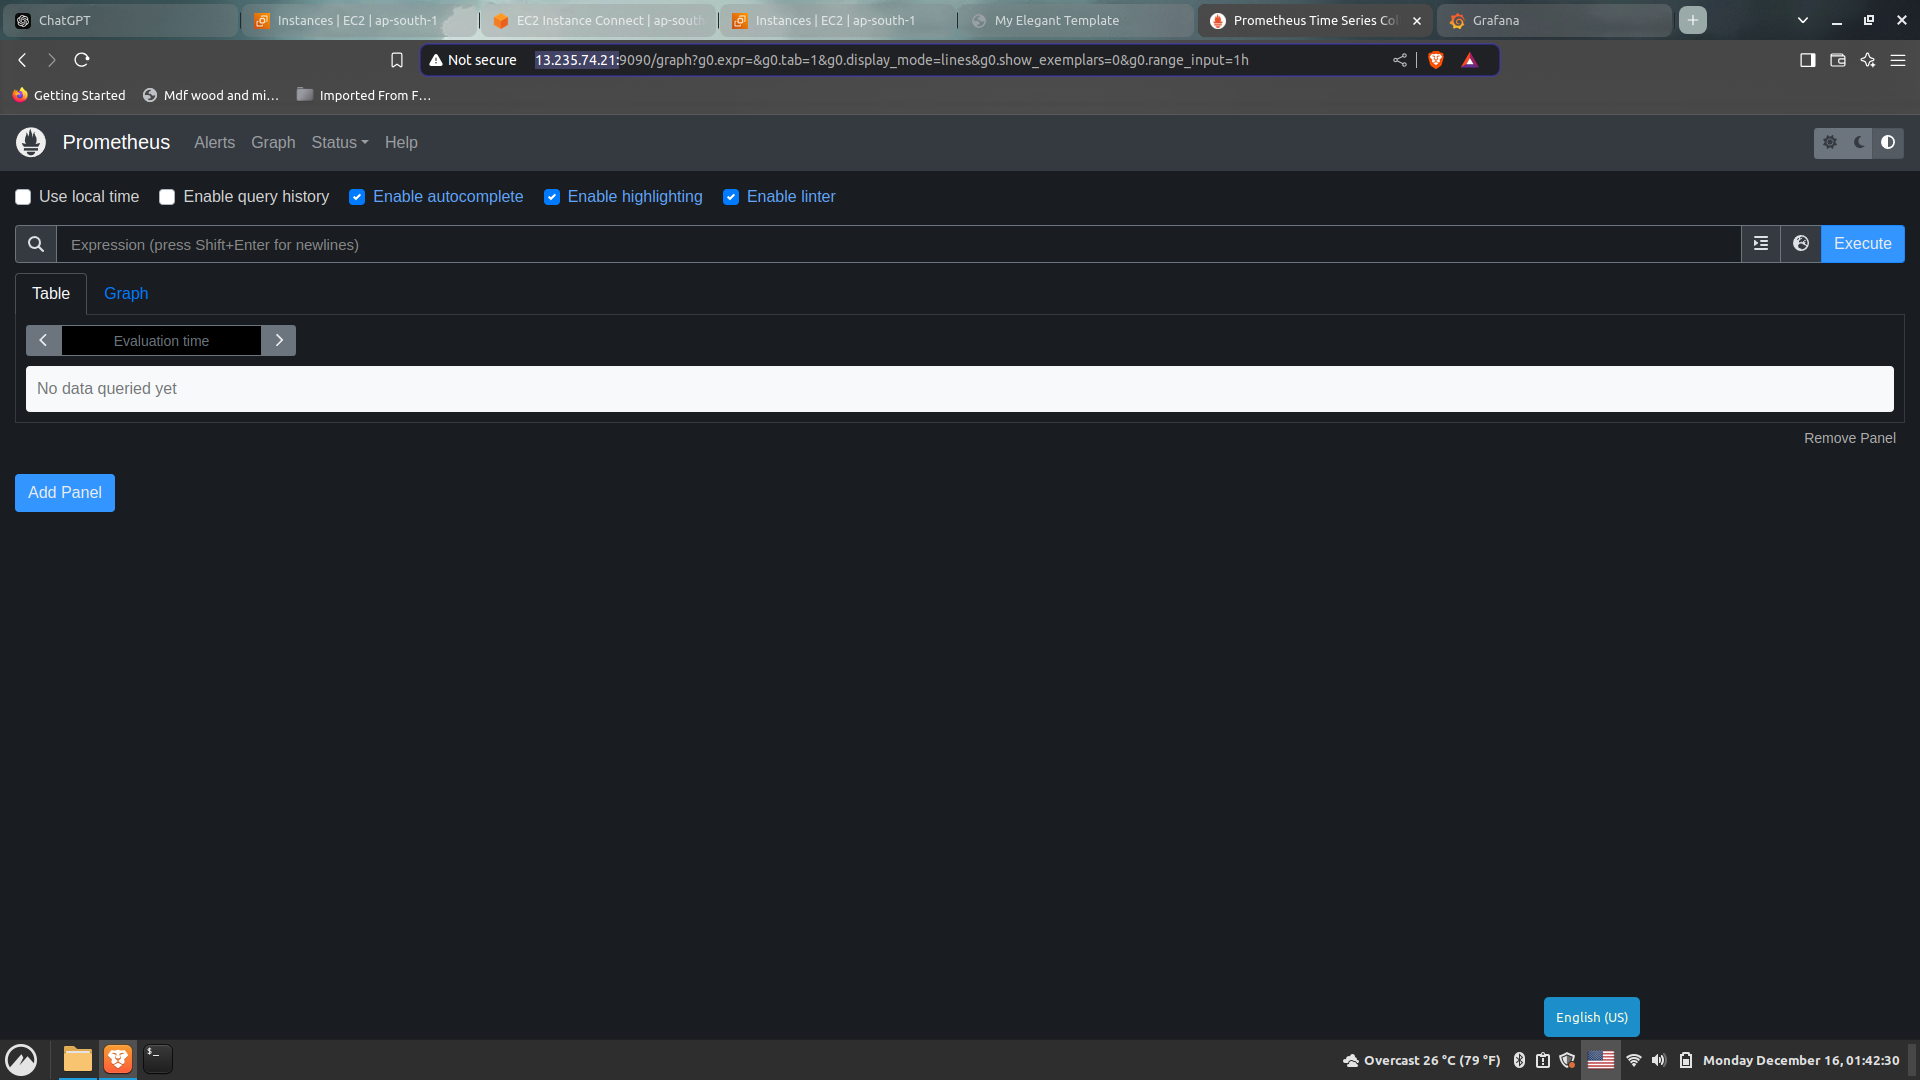 ChatGPT
Instances | EC2 | ap-south-1
EC2 Instance Connect | ap-south
Instances | EC2 | ap-south-1
My Elegant Template
Prometheus Time Series Col
Grafana
Not secure 13.235.74.21:9090/graph?g0.expr=&g0.tab=1&g0.display_mode=lines&g0.show_exemplars=0&g0.range_input=1h
Getting Started
Mdf wood and mi...
Imported From F...
Prometheus Alerts Graph Status Help
Use local time Enable query history Enable autocomplete Enable highlighting Enable linter
Expression (press Shift+Enter for newlines) Execute
Table Graph
Evaluation time
No data queried yet
Remove Panel
Add Panel
English (US)
$_
Overcast 26 °C (79 °F) Monday December 16, 01:42:30